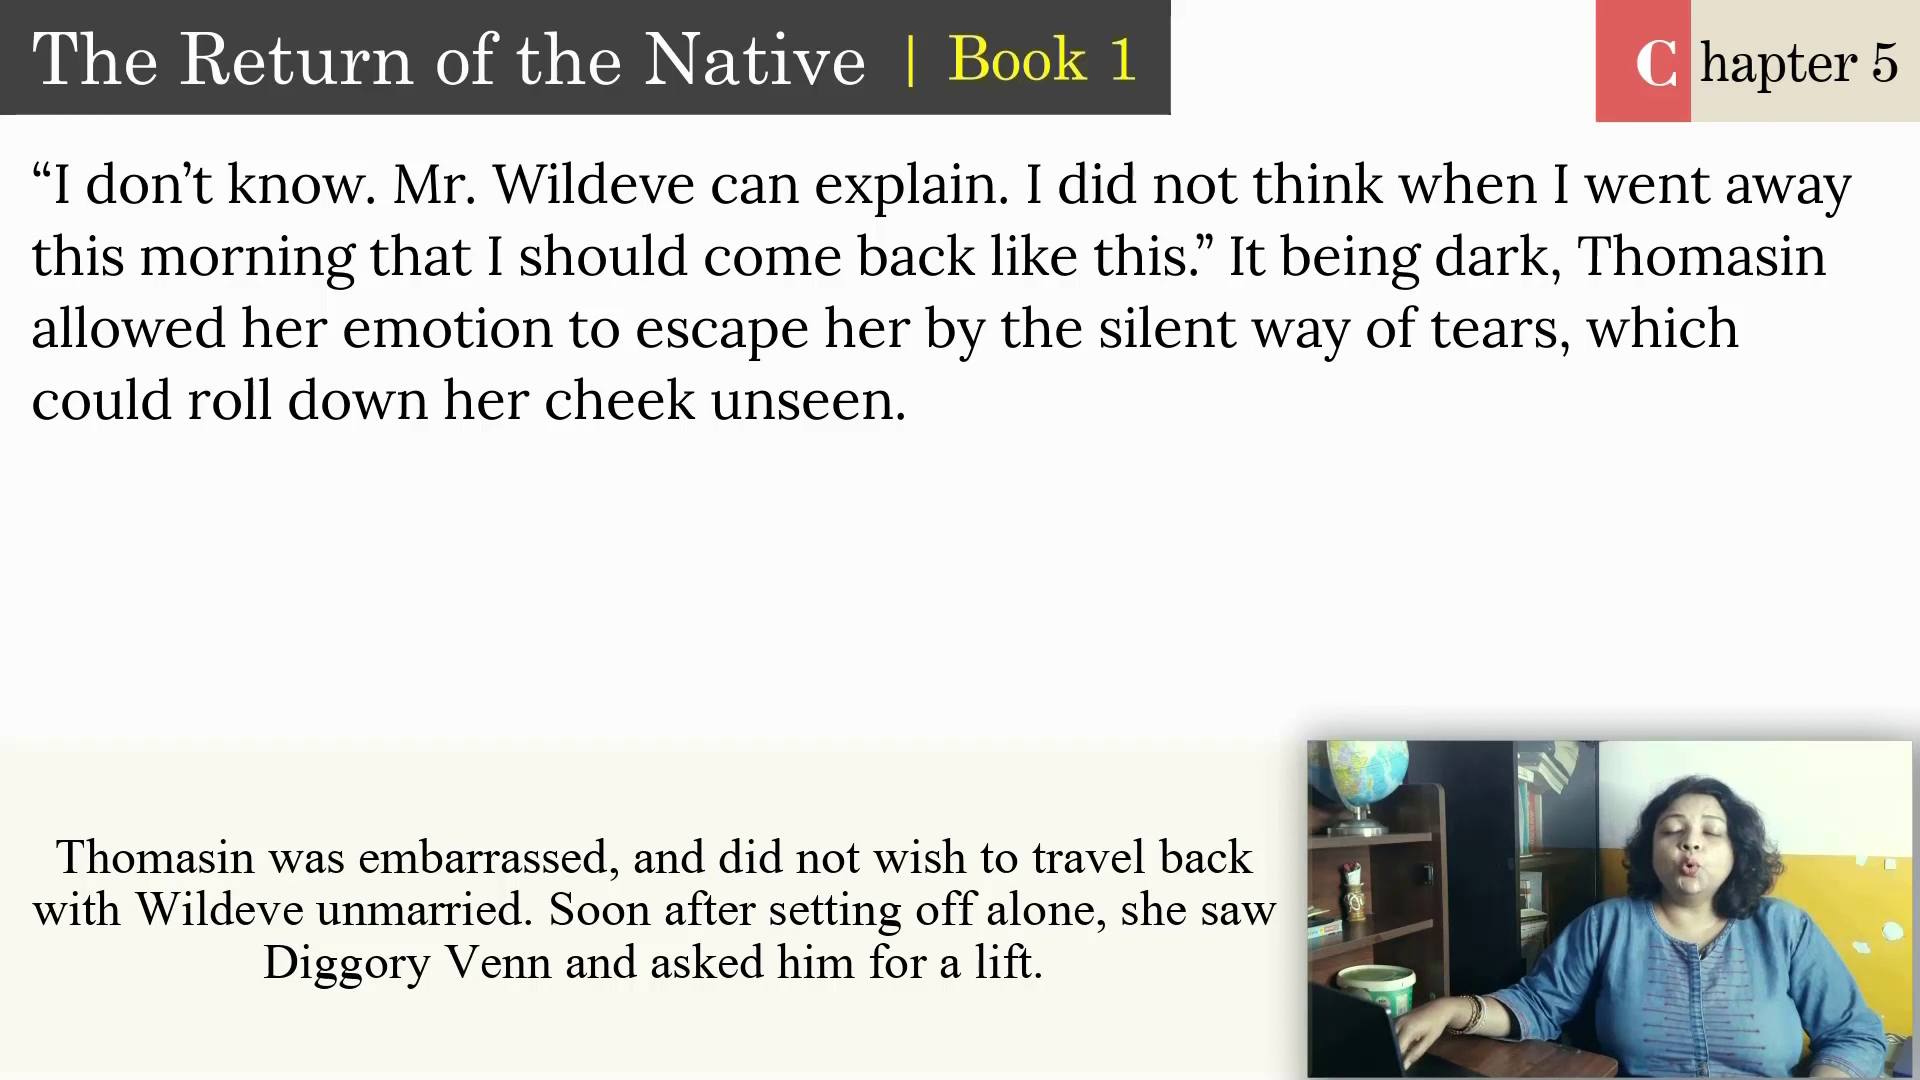 The Return of the Native | Book 1
Chapter 5
“I don’t know. Mr. Wildeve can explain. I did not think when I went away
this morning that I should come back like this.” It being dark, Thomasin
allowed her emotion to escape her by the silent way of tears, which
could roll down her cheek unseen.
Thomasin was embarrassed, and did not wish to travel back
with Wildeve unmarried. Soon after setting off alone, she saw
Diggory Venn and asked him for a lift.